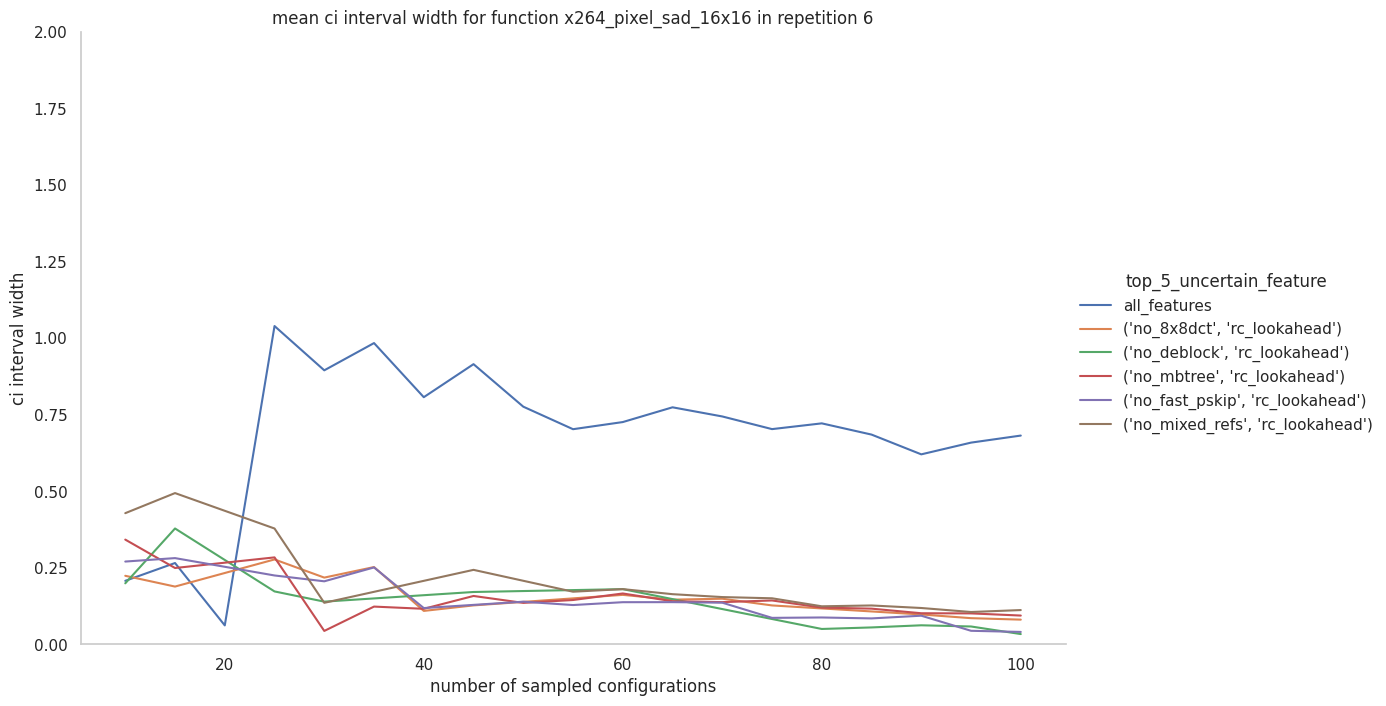 mean ci interval width for function x264_pixel_sad_16x16 in repetition 6
2.00
1.75
1.50
1.25
1.00
0.75
0.50
0.25
0.00
ci interval width
20
40
60
80
100
number of sampled configurations
top_5_uncertain_feature
all_features
('no_8x8dct', 'rc_lookahead')
('no_deblock', 'rc_lookahead')
('no_mbtree', 'rc_lookahead')
('no_fast_pskip', 'rc_lookahead')
('no_mixed_refs', 'rc_lookahead')